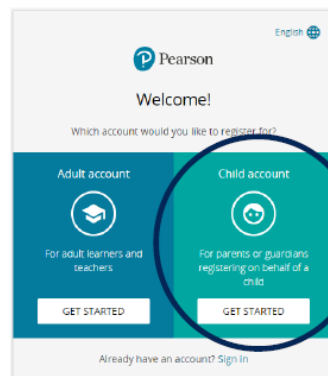 English
Pearson
Welcome!
Which account would you like to register for?
Adult account
For adult learners and
teachers
GET STARTED
Child account
For parents or guardians
registering on behalf of a
child
GET STARTED
Already have an account? Sign in